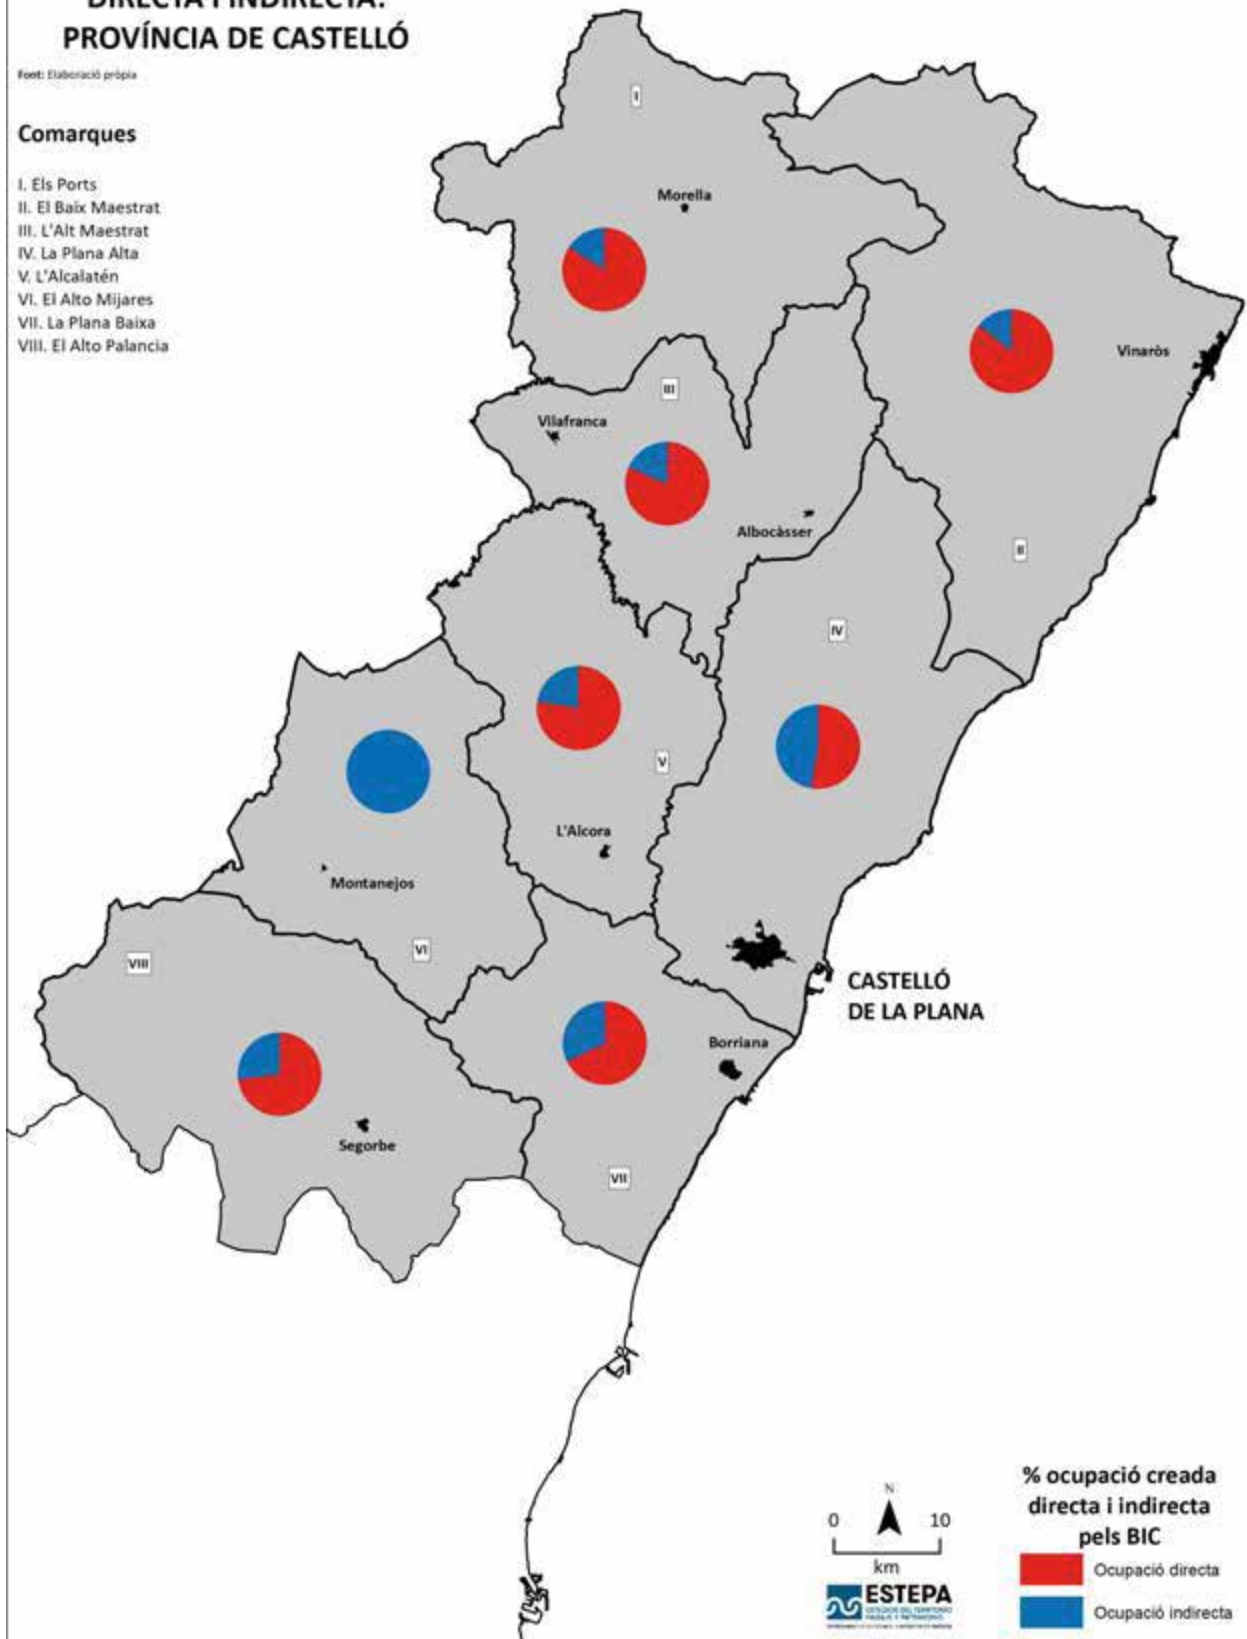 DIRECTA I INDIRECTA.
PROVÍNCIA DE CASTELLÓ
Font: Elaboració pròpia
Comarques
I. Els Ports
II. El Baix Maestrat
III. L'Alt Maestrat
IV. La Plana Alta
V. L'Alcalatén
VI. El Alto Mijares
VII. La Plana Baixa
VIII. El Alto Palancia
I
Morella
Vinaròs
III
Vilafranca
Albocàsser
II
IV
V
L'Alcora
Montanejos
VI
VIII
CASTELLÓ
DE LA PLANA
Borriana
Segorbe
VII
N
0 10
km
ESTEPA
% ocupació creada
directa i indirecta
pels BIC
Ocupació directa
Ocupació indirecta